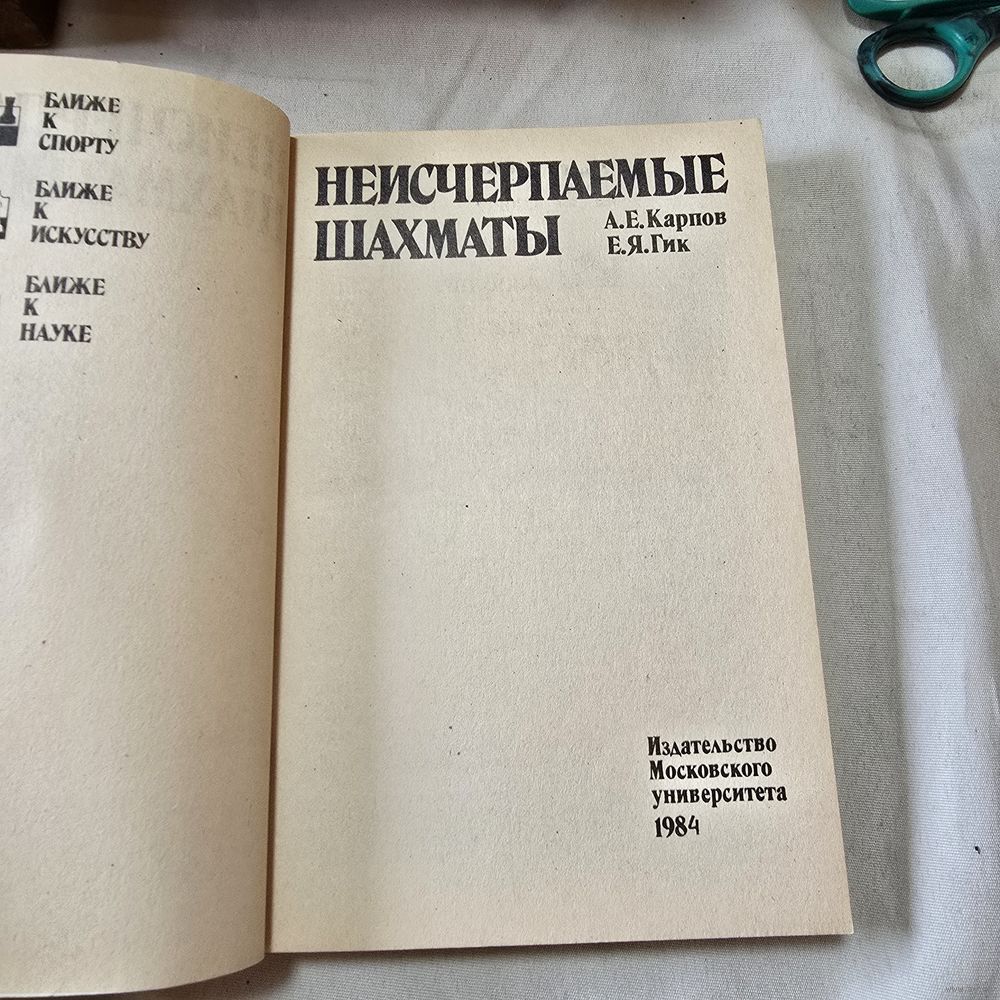 БЛИЖЕ
К
СПОРТУ
БЛИЖЕ
К
ИСКУССТВУ
БЛИЖЕ
К
НАУКЕ
НЕИСЧЕРПАЕМЫЕ
ШАХМАТЫ
А.Е.Карпов
Е.Я.Гик
Издательство
Московского
университета
1984